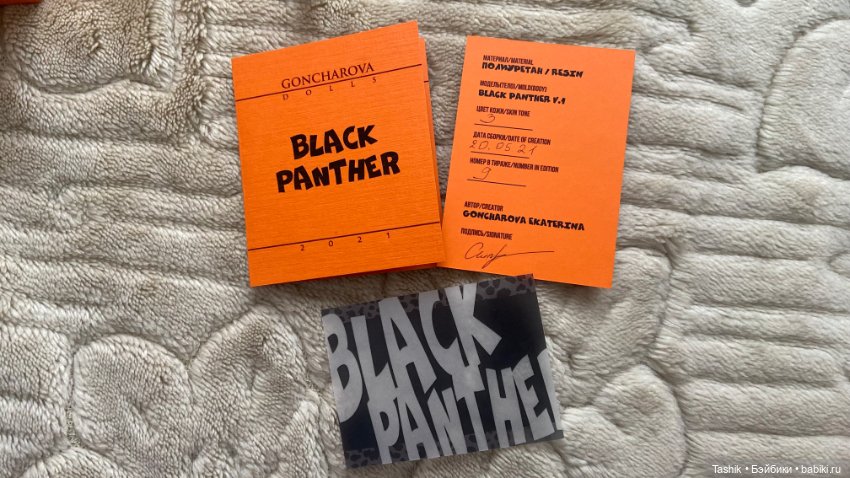 GONCHAROVA
DOLLS
BLACK
PANTHER
2021
МАТЕРИАЛ/MATERIAL
ПОЛИУРЕТАН / RESIN
МОДЕЛЬ(ТЕЛО)/MOLD(BODY)
BLACK PANTHER V.1
ЦВЕТ КОЖИ/SKIN TONE
3
ДАТА СБОРКИ/DATE OF CREATION
20.05 21
НОМЕР В ТИРАЖЕ/NUMBER IN EDITION
9
АВТОР/CREATOR
GONCHAROVA EKATERINA
ПОДПИСЬ/SIGNATURE
BLACK
PANTHER
Tashik • Бэйбики • babiki.ru